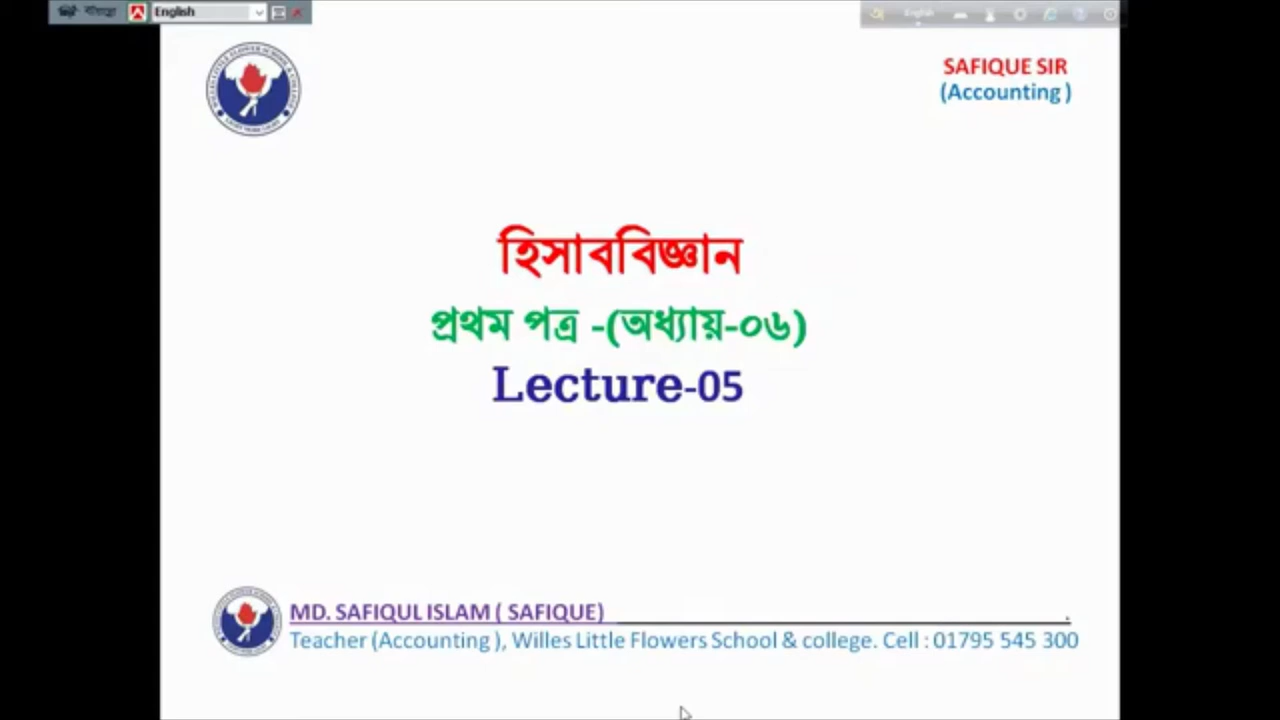 English
SAFIQUE SIR
(Accounting )
হিসাববিজ্ঞান
প্রথম পত্র -(অধ্যায়-০৬)
Lecture-05
MD. SAFIQUL ISLAM ( SAFIQUE) .
Teacher (Accounting ), Willes Little Flowers School & college. Cell : 01795 545 300